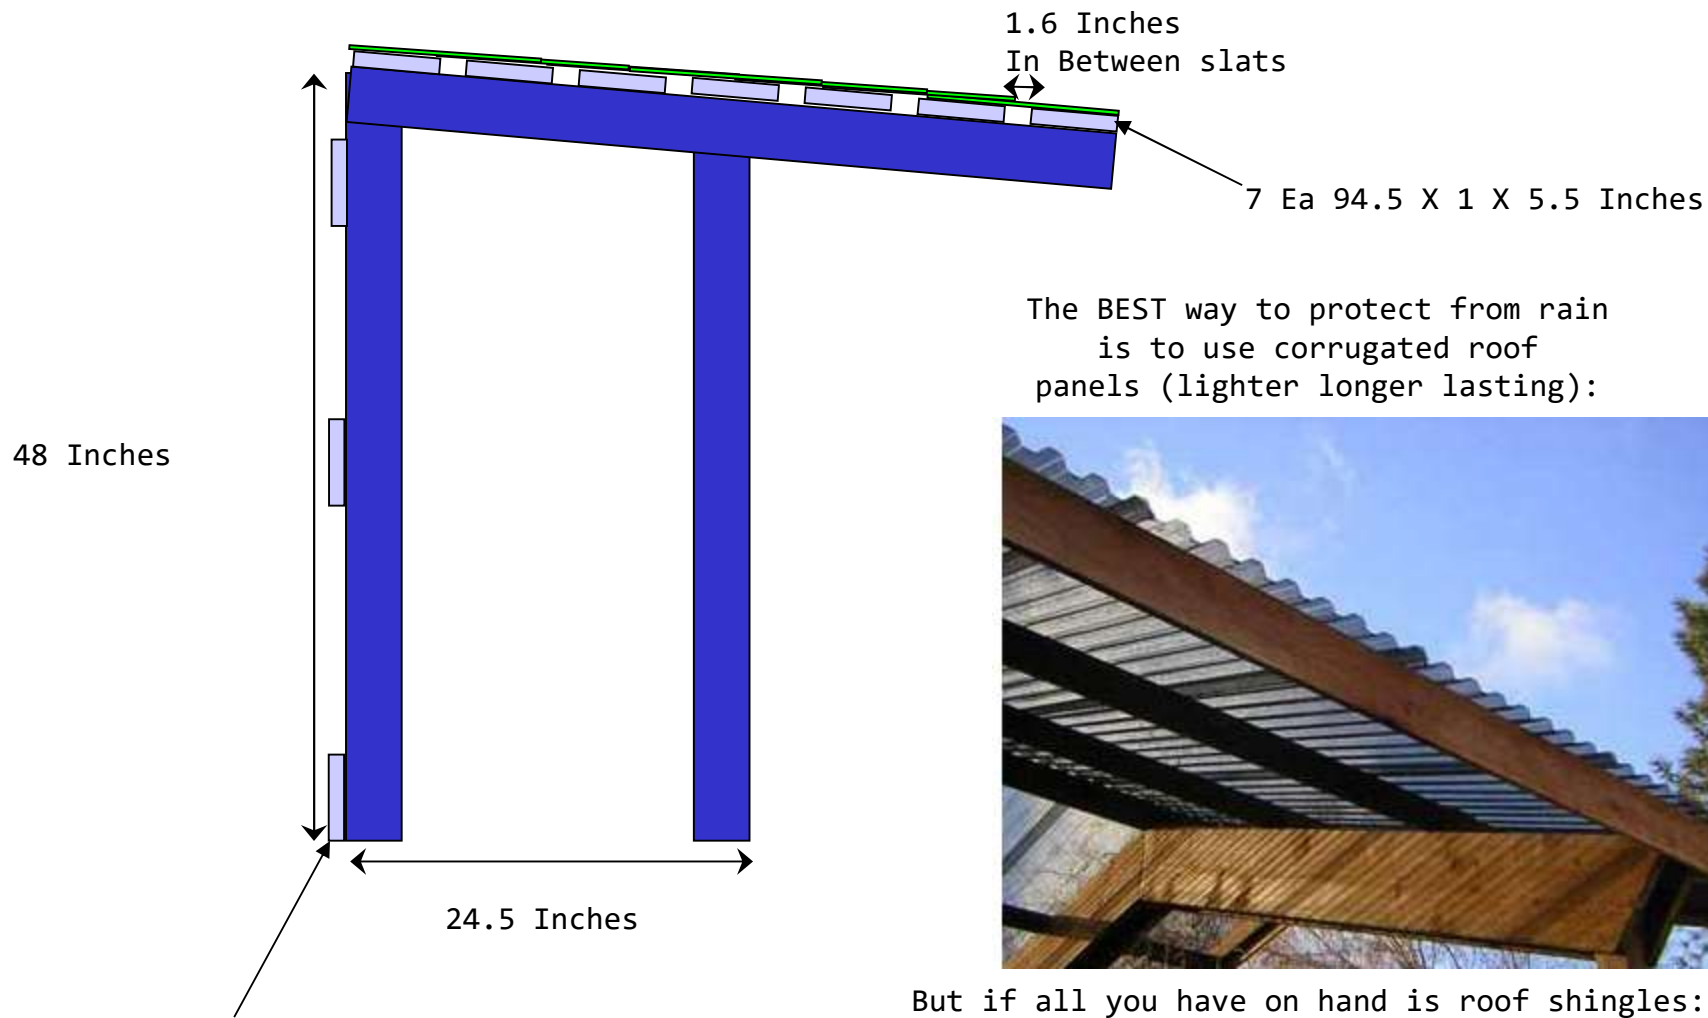 1.6 Inches
In Between slats
7 Ea 94.5 X 1 X 5.5 Inches
The BEST way to protect from rain
is to use corrugated roof
panels (lighter longer lasting):
48 Inches
24.5 Inches
But if all you have on hand is roof shingles: